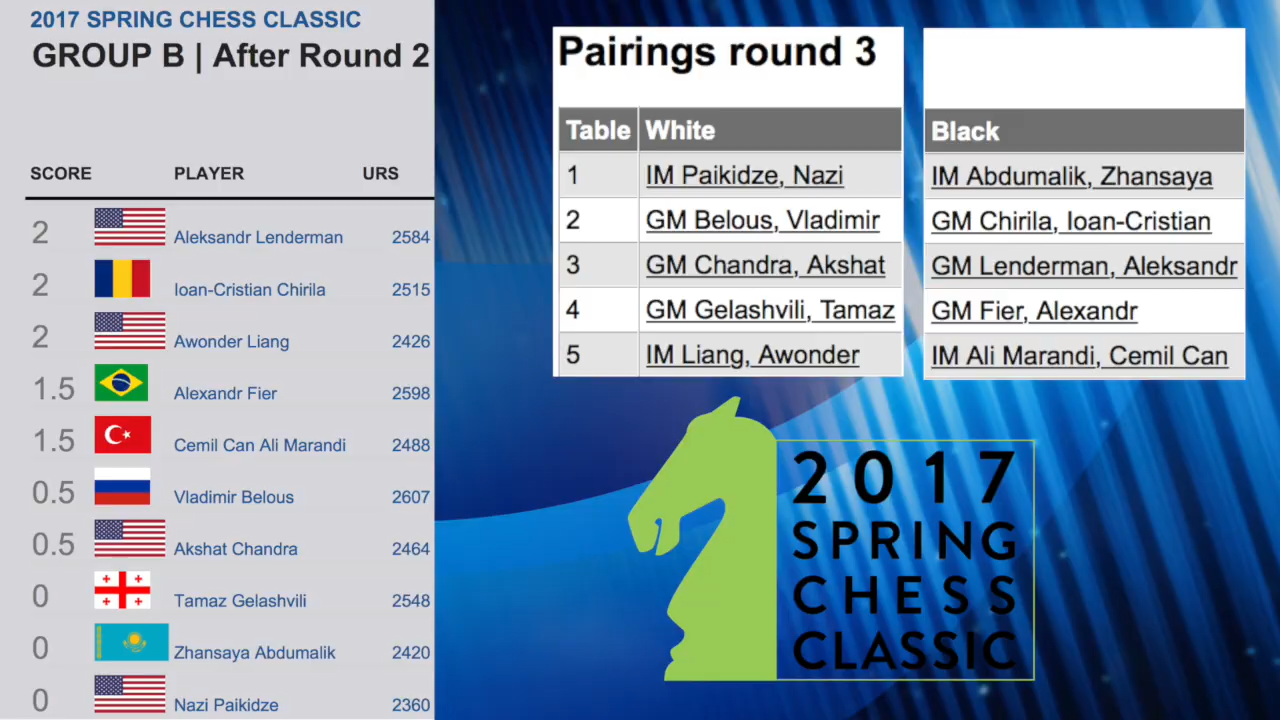 2017 SPRING CHESS CLASSIC
GROUP B | After Round 2
SCORE PLAYER URS
2 Aleksandr Lenderman 2584
2 Ioan-Cristian Chirila 2515
2 Awonder Liang 2426
1.5 Alexandr Fier 2598
1.5 Cemil Can Ali Marandi 2488
0.5 Vladimir Belous 2607
0.5 Akshat Chandra 2464
0 Tamaz Gelashvili 2548
0 Zhansaya Abdumalik 2420
0 Nazi Paikidze 2360
Pairings round 3
Table White Black
1 IM Paikidze, Nazi IM Abdumalik, Zhansaya
2 GM Belous, Vladimir GM Chirila, Ioan-Cristian
3 GM Chandra, Akshat GM Lenderman, Aleksandr
4 GM Gelashvili, Tamaz GM Fier, Alexandr
5 IM Liang, Awonder IM Ali Marandi, Cemil Can
2017
SPRING
CHESS
CLASSIC